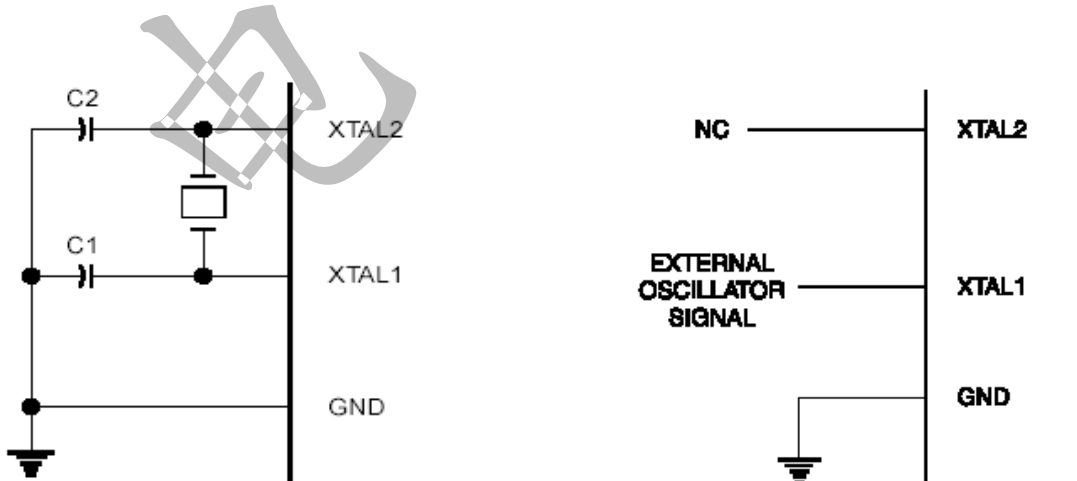 C2
XTAL2
C1
XTAL1
GND
NC
XTAL2
EXTERNAL
OSCILLATOR
SIGNAL
XTAL1
GND